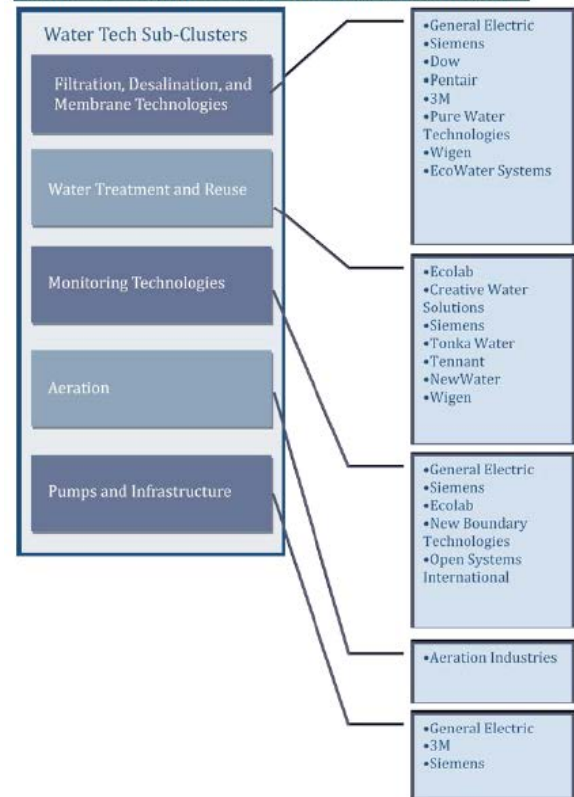 Water Tech Sub-Clusters
Filtration, Desalination, and
Membrane Technologies
Water Treatment and Reuse
Monitoring Technologies
Aeration
Pumps and Infrastructure
•General Electric
•Siemens
•Dow
•Pentair
•3M
•Pure Water
Technologies
•Wigen
•EcoWater Systems
•Ecolab
•Creative Water
Solutions
•Siemens
•Tonka Water
•Tennant
•NewWater
•Wigen
•General Electric
•Siemens
•Ecolab
•New Boundary
Technologies
•Open Systems
International
•Aeration Industries
•General Electric
•3M
•Siemens